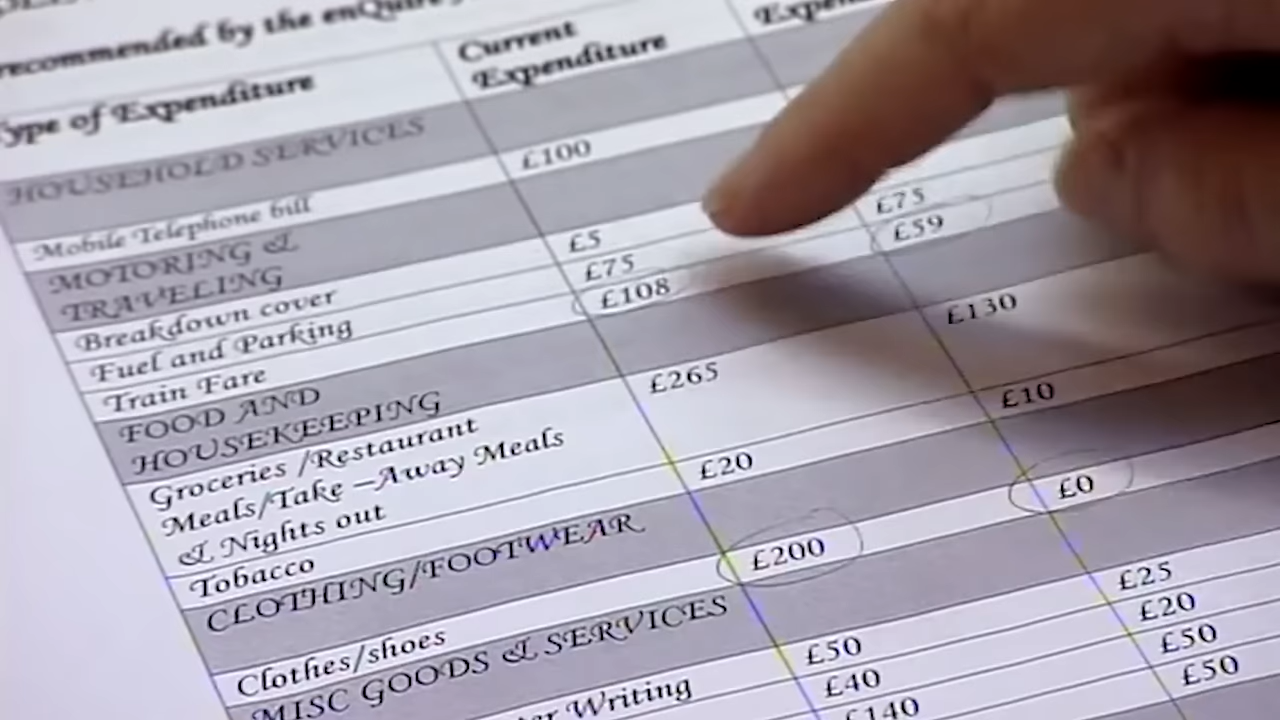 recommended by the enQuire
Type of Expenditure Current Expenditure
HOUSEHOLD SERVICES
Mobile Telephone bill £100
MOTORING &
TRAVELING
Breakdown cover £5
Fuel and Parking £75 £75
Train Fare £108 £59
FOOD AND
HOUSEKEEPING
Groceries /Restaurant £265 £130
Meals/Take –Away Meals
& Nights out
Tobacco £20 £10
CLOTHING/FOOTWEAR
Clothes/shoes £200 £0
MISC GOODS & SERVICES
Writing £50 £25
£40 £20
£140 £50
£50